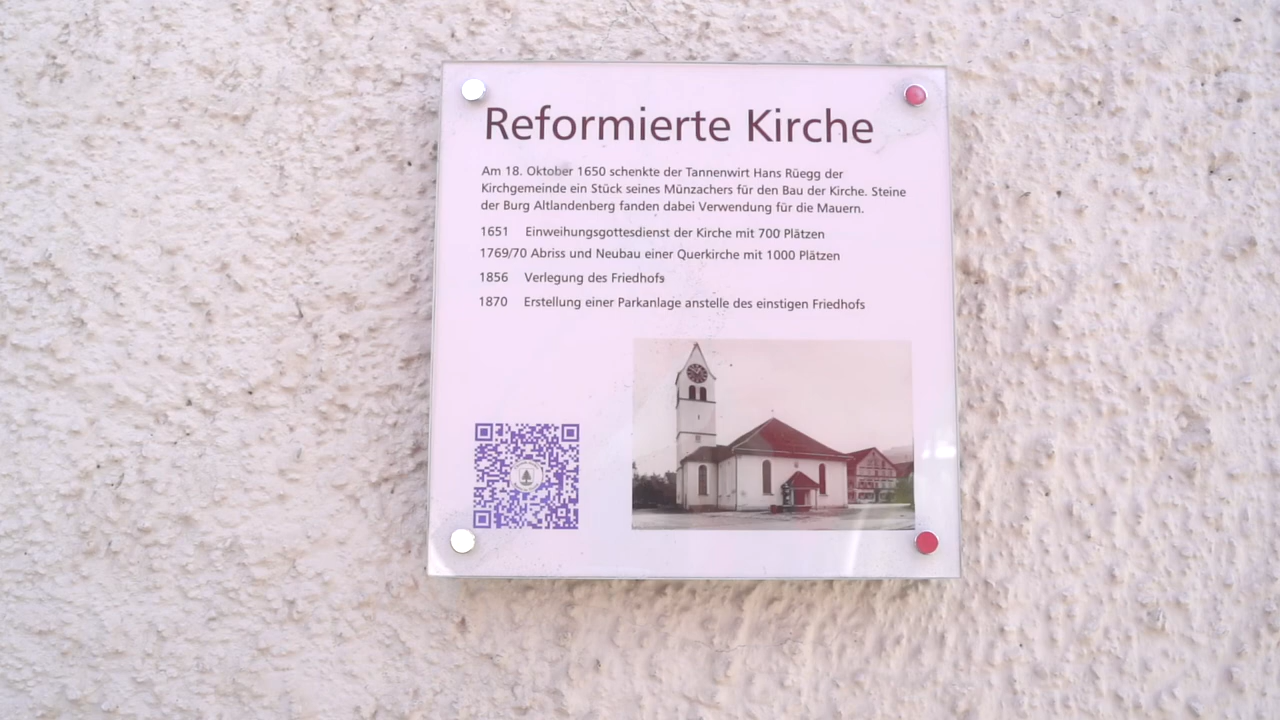 Reformierte Kirche
Am 18. Oktober 1650 schenkte der Tannenwirt Hans Rüegg der
Kirchgemeinde ein Stück seines Münzachers für den Bau der Kirche. Steine
der Burg Altlandenberg fanden dabei Verwendung für die Mauern.
1651 Einweihungsgottesdienst der Kirche mit 700 Plätzen
1769/70 Abriss und Neubau einer Querkirche mit 1000 Plätzen
1856 Verlegung des Friedhofs
1870 Erstellung einer Parkanlage anstelle des einstigen Friedhofs